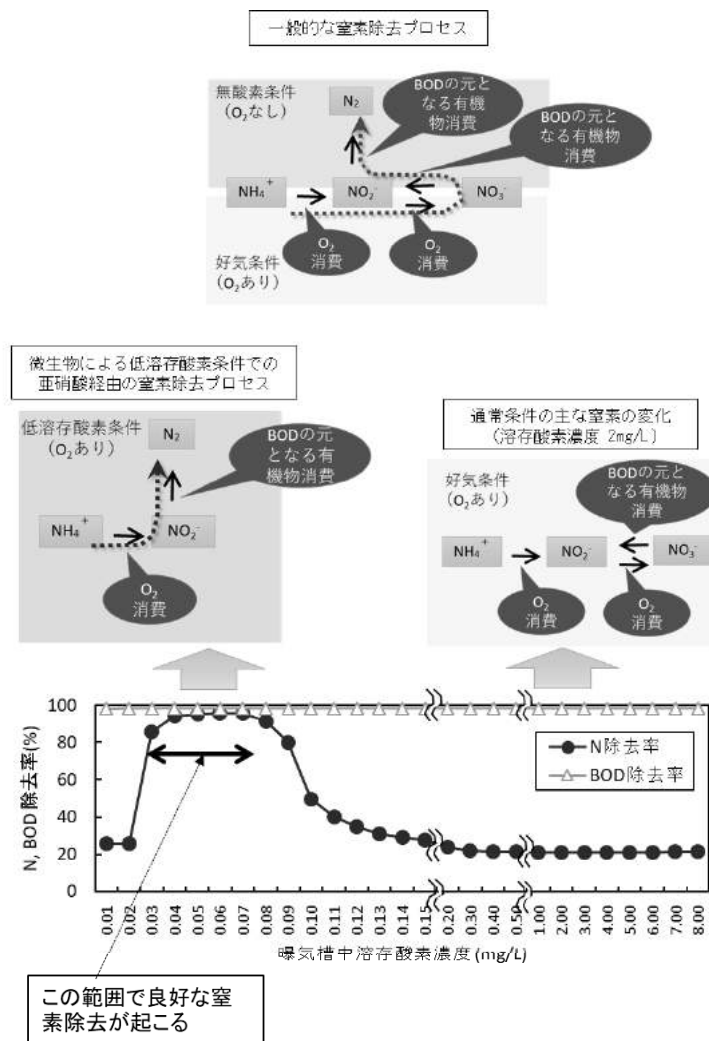 一般的な窒素除去プロセス
無酸素条件
(O₂なし)
N₂
BODの元と
なる有機
物消費
BODの元と
なる有機物
消費
NH₄⁺
NO₂⁻
NO₃⁻
O₂
消費
O₂
消費
好気条件
(O₂あり)
微生物による低溶存酸素条件での
亜硝酸経由の窒素除去プロセス
低溶存酸素条件
(O₂あり)
N₂
BODの元
となる有
機物消費
NH₄⁺
NO₂⁻
O₂
消費
通常条件の主な窒素の変化
(溶存酸素濃度 2mg/L)
好気条件
(O₂あり)
BODの元と
なる有機物
消費
NH₄⁺
NO₂⁻
NO₃⁻
O₂
消費
O₂
消費
N, BOD 除去率(%)
100
80
60
40
20
0
N除去率
BOD除去率
0.01
0.02
0.03
0.04
0.05
0.06
0.07
0.08
0.09
0.10
0.11
0.12
0.13
0.14
0.15
0.20
0.30
0.40
0.50
1.00
2.00
3.00
4.00
5.00
6.00
7.00
8.00
曝気槽中溶存酸素濃度(mg/L)
この範囲で良好な窒
素除去が起こる